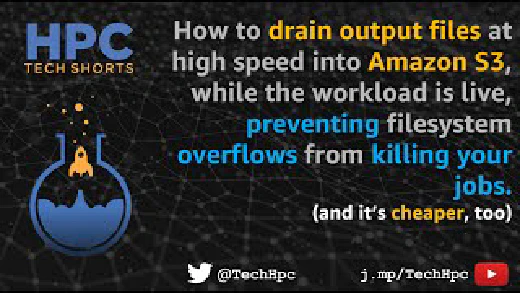 HPC
TECH SHORTS
How to drain output files at
high speed into Amazon S3,
while the workload is live,
preventing filesystem
overflows from killing your
jobs.
(and it's cheaper, too)
@TechHpc
j.mp/TechHpc